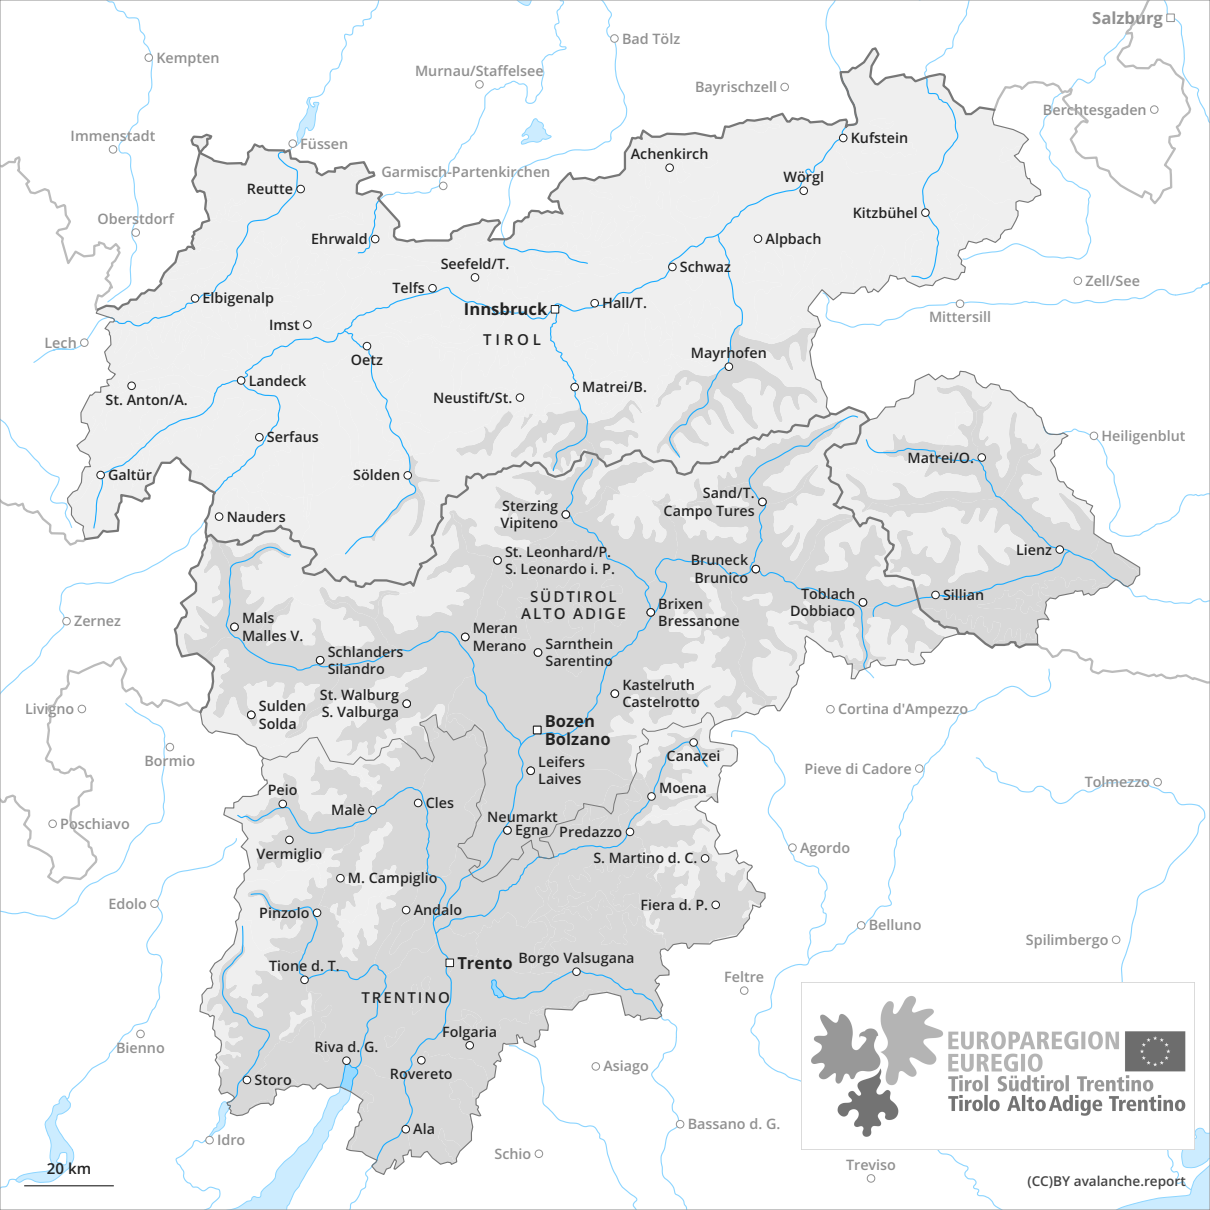 Salzburg
Kempten
Bad Tölz
Murnau/Staffelsee
Bayrischzell
Berchtesgaden
Immenstadt
Füssen
Kufstein
Achenkirch
Garmisch-Partenkirchen
Wörgl
Reutte
Oberstdorf
Kitzbühel
Ehrwald
Alpbach
Seefeld/T.
Schwaz
Telfs
Zell/See
Elbigenalp
Innsbruck
Hall/T.
Mittersill
Imst
TIROL
Lech
Oetz
Mayrhofen
Landeck
Matrei/B.
St. Anton/A.
Neustift/St.
Serfaus
Heiligenblut
Matrei/O.
Galtür
Sölden
Sand/T.
Campo Tures
Sterzing
Vipiteno
Nauders
Lienz
St. Leonhard/P.
S. Leonardo i. P.
Bruneck
Brunico
SÜDTIROL
ALTO ADIGE
Toblach
Dobbiaco
Sillian
Brixen
Bressanone
Zernez
Mals
Malles V.
Meran
Merano
Sarnthein
Sarentino
Schlanders
Silandro
Kastelruth
Castelrotto
St. Walburg
S. Valburga
Sulden
Solda
Livigno
Cortina d'Ampezzo
Bozen
Bolzano
Canazei
Bormio
Leifers
Laives
Pieve di Cadore
Tolmezzo
Peio
Moena
Malè
Cles
Neumarkt
Egna
Predazzo
Poschiavo
Vermiglio
S. Martino d. C.
Agordo
M. Campiglio
Edolo
Pinzolo
Andalo
Fiera d. P.
Belluno
Spilimbergo
Tione d. T.
Trento
Borgo Valsugana
Feltre
TRENTINO
Folgaria
Bienno
Riva d. G.
Rovereto
Storo
Asiago
EUROPAREGION
EUREGIO
Tirol Südtirol Trentino
Tirolo Alto Adige Trentino
Ala
Idro
Bassano d. G.
Schio
Treviso
20 km
(CC)BY avalanche.report